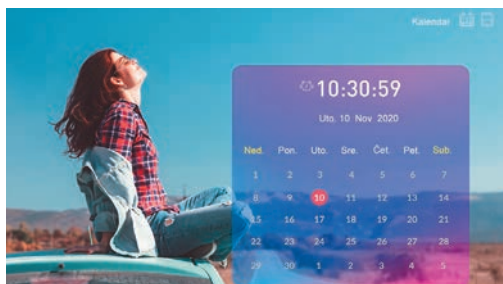 Kalendar
10:30:59
Uto. 10 Nov 2020
Ned. Pon. Uto. Sre. Čet. Pet. Sub.
1 2 3 4 5 6 7
8 9 10 11 12 13 14
15 16 17 18 19 20 21
22 23 24 25 26 27 28
29 30 1 2 3 4 5